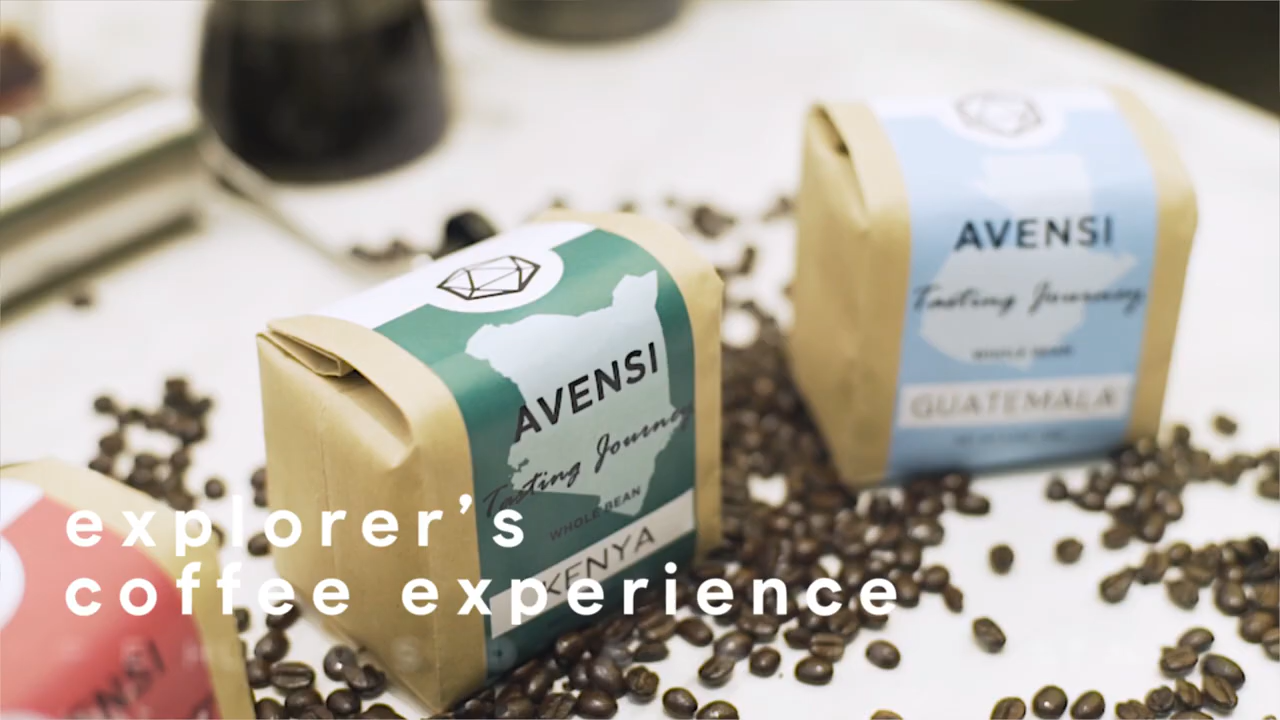 AVENSI
Tasting Journey
WHOLE BEAN
GUATEMALA
AVENSI
Tasting Journey
WHOLE BEAN
KENYA
explorer’s
coffee experience